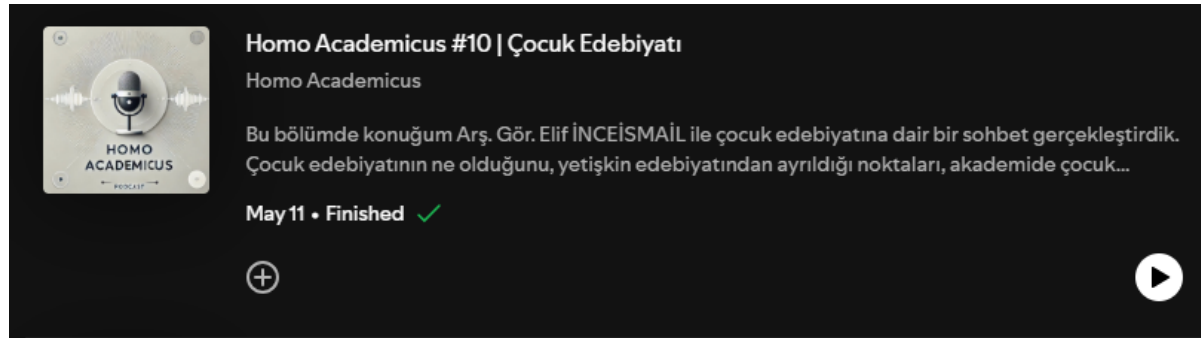 HOMO
ACADEMICUS
PODCAST
Homo Academicus #10 | Çocuk Edebiyatı
Homo Academicus
Bu bölümde konuğum Arş. Gör. Elif İNCEİSMAİL ile çocuk edebiyatına dair bir sohbet gerçekleştirdik.
Çocuk edebiyatının ne olduğunu, yetişkin edebiyatından ayrıldığı noktaları, akademide çocuk...
May 11 • Finished